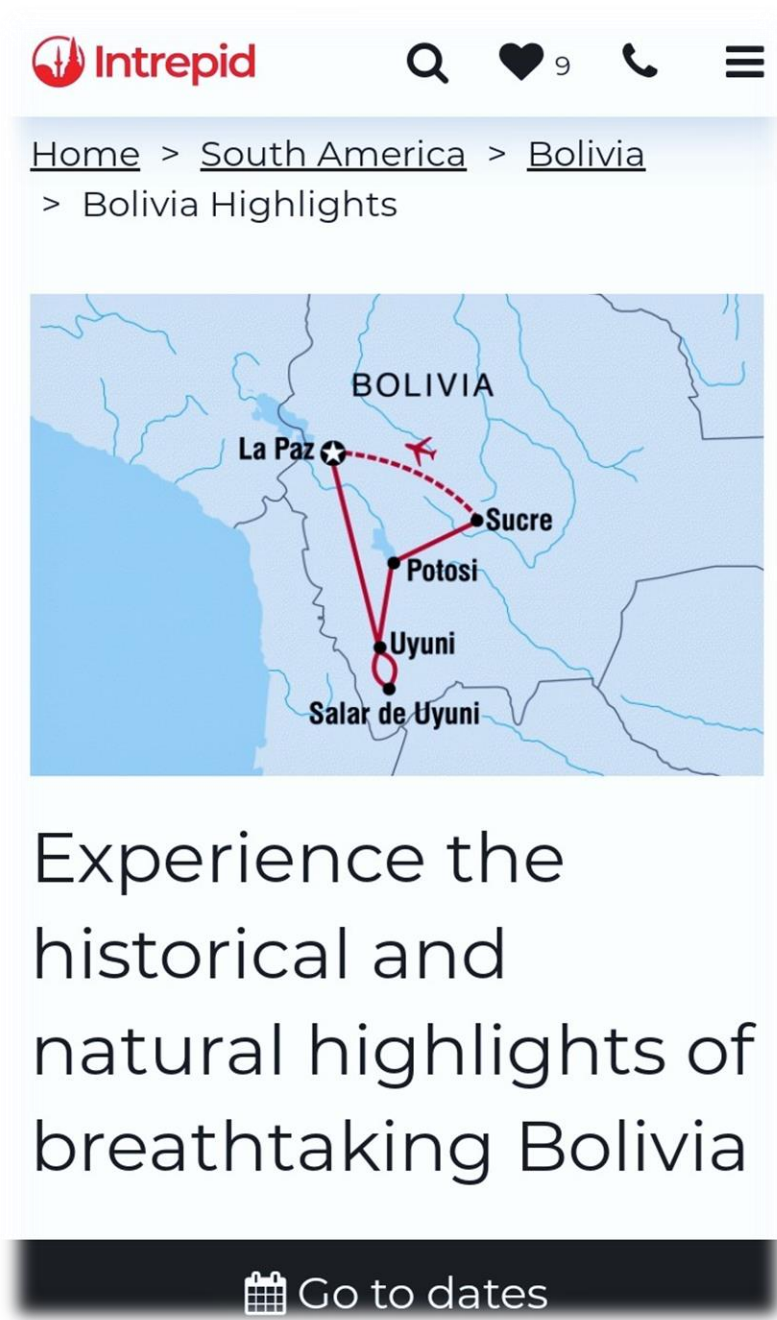 Intrepid 9
Home > South America > Bolivia
> Bolivia Highlights
BOLIVIA
La Paz
Sucre
Potosi
Uyuni
Salar de Uyuni
Experience the
historical and
natural highlights of
breathtaking Bolivia
Go to dates